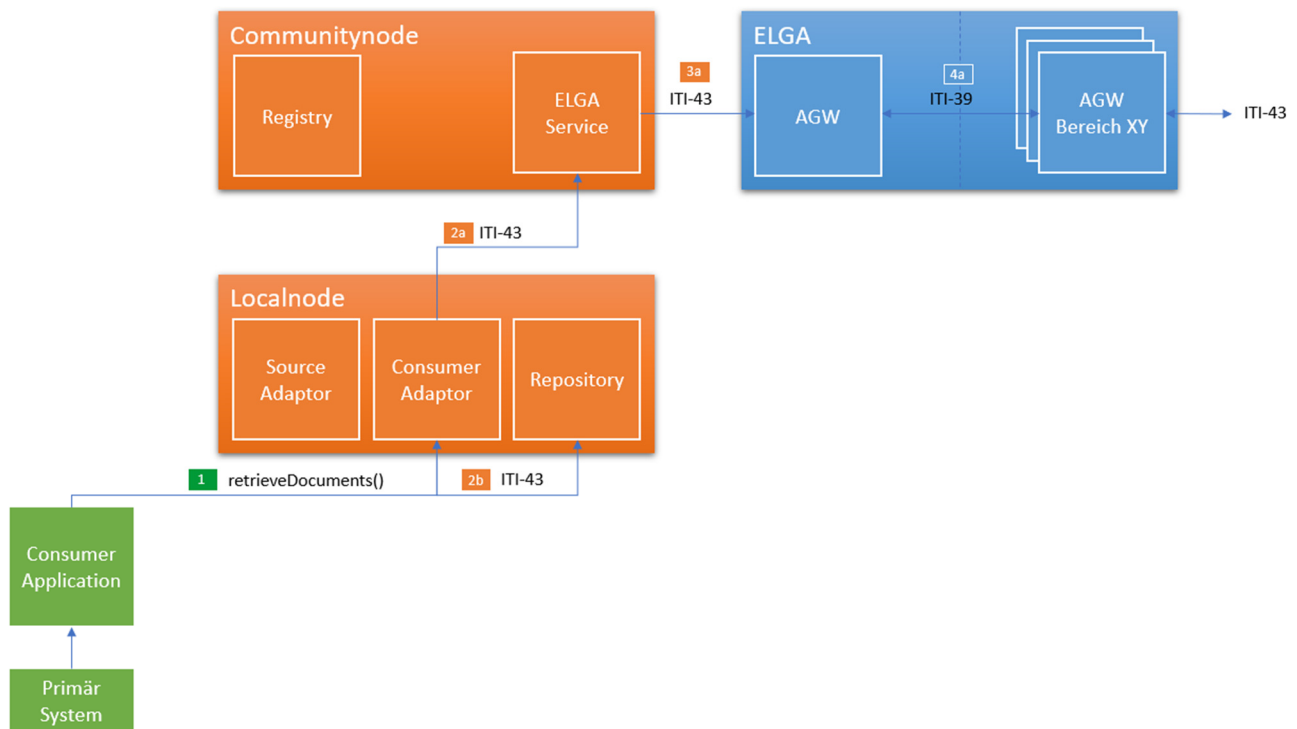 Communitynode
ELGA
Registry
ELGA
Service
3a
ITI-43
AGW
4a
ITI-39
AGW
Bereich XY
ITI-43
2a ITI-43
Localnode
Source
Adaptor
Consumer
Adaptor
Repository
1 retrieveDocuments()
2b ITI-43
Consumer
Application
Primär
System